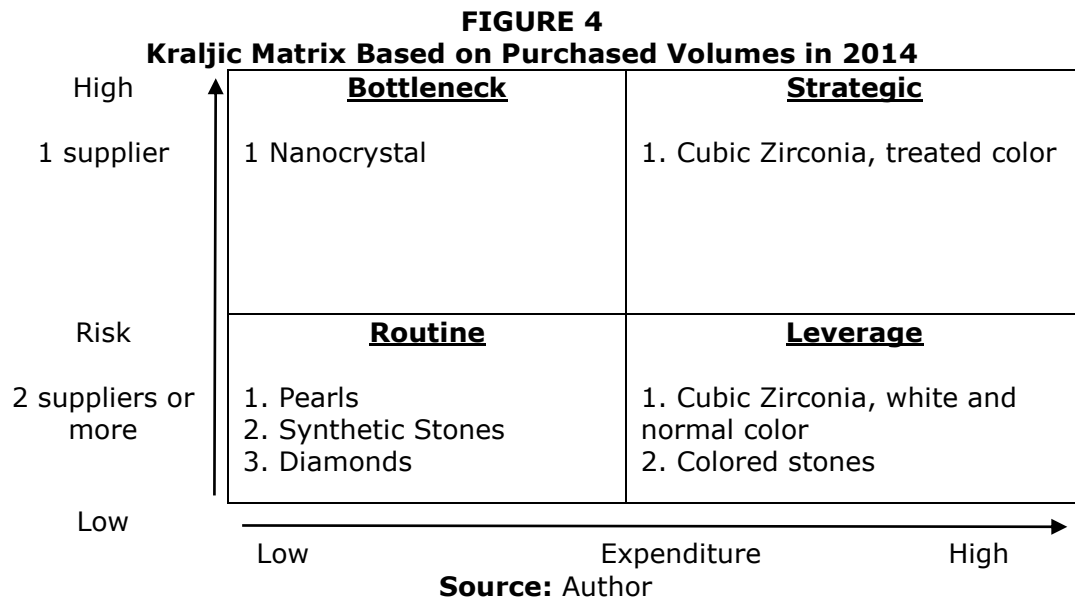 FIGURE 4
Kraljic Matrix Based on Purchased Volumes in 2014
High
1 supplier
Bottleneck
1 Nanocrystal
Strategic
1. Cubic Zirconia, treated color
Risk
2 suppliers or
more
Routine
1. Pearls
2. Synthetic Stones
3. Diamonds
Leverage
1. Cubic Zirconia, white and
normal color
2. Colored stones
Low
Low
Expenditure
High
Source: Author